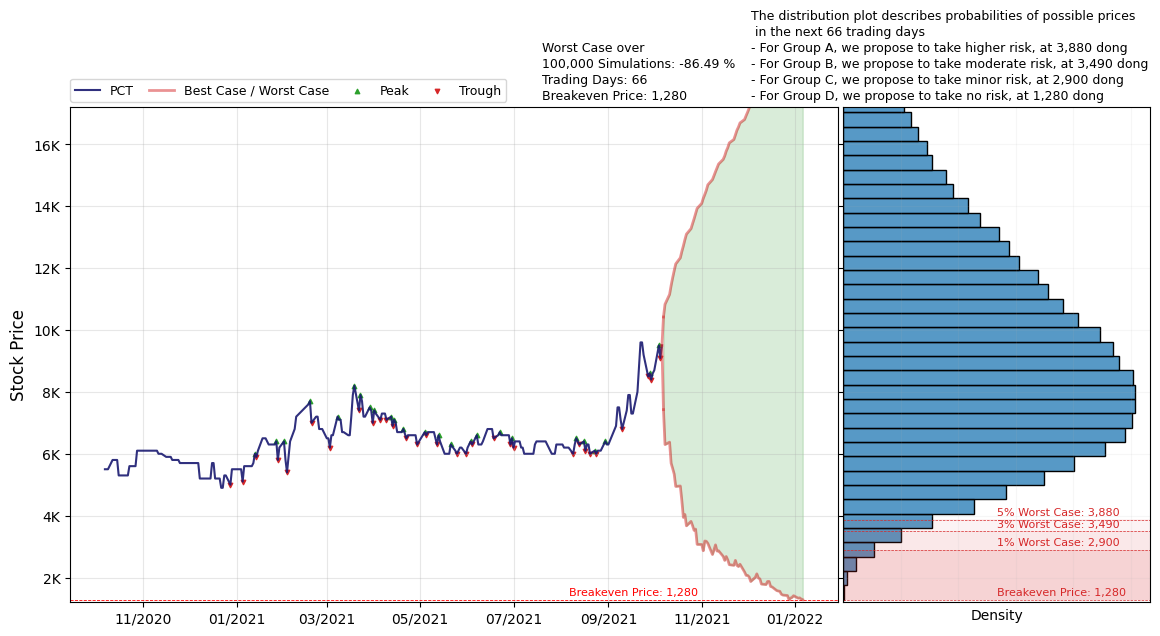 The distribution plot describes probabilities of possible prices
in the next 66 trading days
- For Group A, we propose to take higher risk, at 3,880 dong
- For Group B, we propose to take moderate risk, at 3,490 dong
- For Group C, we propose to take minor risk, at 2,900 dong
- For Group D, we propose to take no risk, at 1,280 dong
Worst Case over
100,000 Simulations: -86.49 %
Trading Days: 66
Breakeven Price: 1,280
PCT
Best Case / Worst Case
Peak
Trough
Stock Price
16K
14K
12K
10K
8K
6K
4K
2K
Breakeven Price: 1,280
11/2020
01/2021
03/2021
05/2021
07/2021
09/2021
11/2021
01/2022
5% Worst Case: 3,880
3% Worst Case: 3,490
1% Worst Case: 2,900
Breakeven Price: 1,280
Density